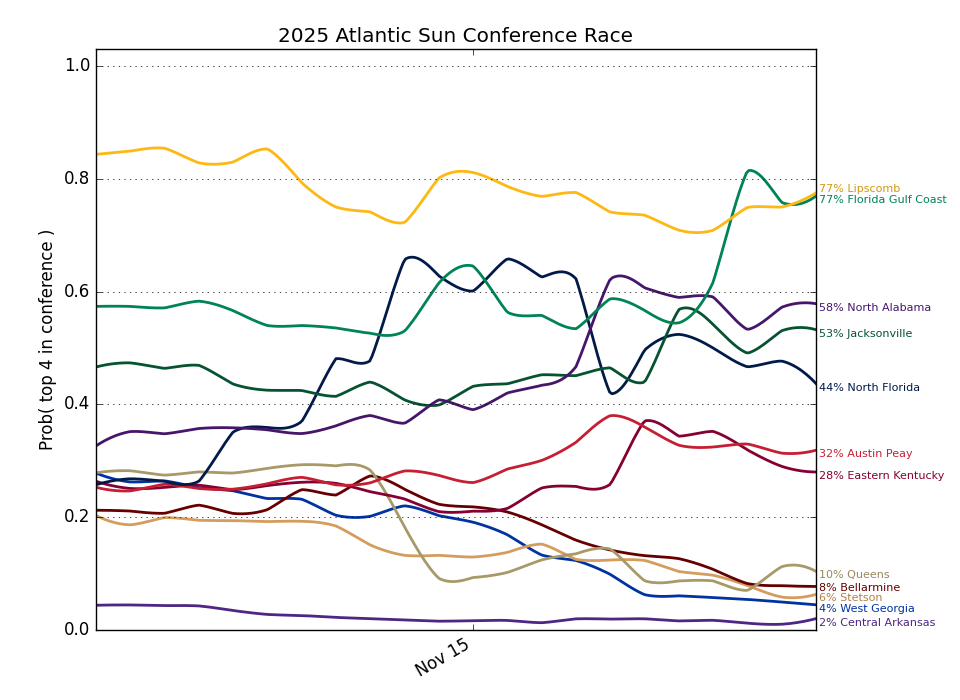 2025 Atlantic Sun Conference Race
Prob( top 4 in conference )
1.0
0.8
0.6
0.4
0.2
0.0
Nov 15
77% Lipscomb
77% Florida Gulf Coast
58% North Alabama
53% Jacksonville
44% North Florida
32% Austin Peay
28% Eastern Kentucky
10% Queens
8% Bellarmine
6% Stetson
4% West Georgia
2% Central Arkansas